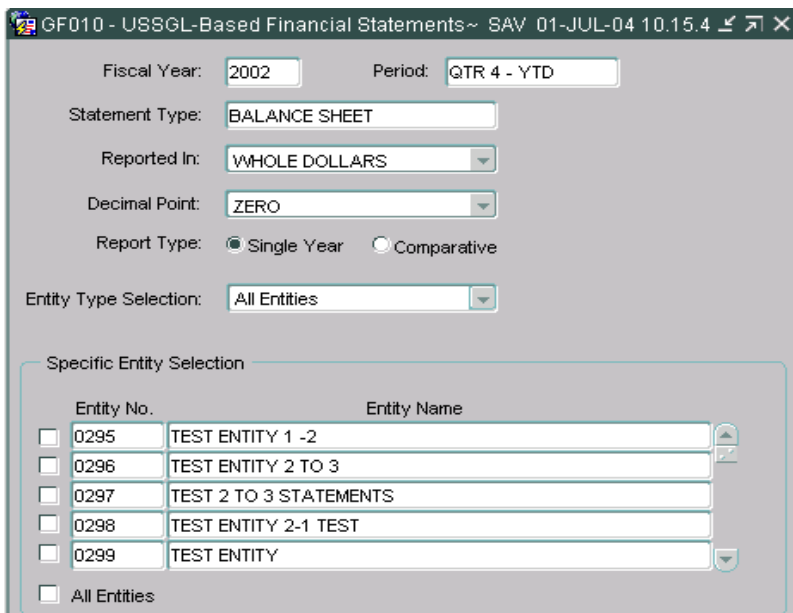 GF010 - USSGL-Based Financial Statements~ SAV 01-JUL-04 10.15.4
Fiscal Year: 2002 Period: QTR 4 - YTD
Statement Type: BALANCE SHEET
Reported In: WHOLE DOLLARS
Decimal Point: ZERO
Report Type: Single Year Comparative
Entity Type Selection: All Entities
Specific Entity Selection
Entity No. Entity Name
0295 TEST ENTITY 1 -2
0296 TEST ENTITY 2 TO 3
0297 TEST 2 TO 3 STATEMENTS
0298 TEST ENTITY 2-1 TEST
0299 TEST ENTITY
All Entities